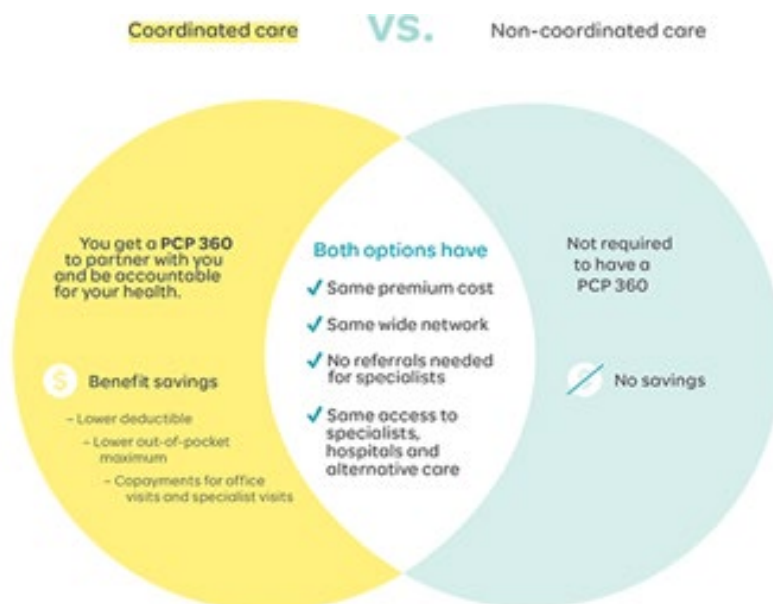 Coordinated care
vs.
Non-coordinated care
You get a PCP 360
to partner with you
and be accountable
for your health.
$ Benefit savings
– Lower deductible
– Lower out-of-pocket
maximum
– Copayments for office
visits and specialist visits
Both options have
✓ Same premium cost
✓ Same wide network
✓ No referrals needed
for specialists
✓ Same access to
specialists,
hospitals and
alternative care
Not required
to have a
PCP 360
$ No savings